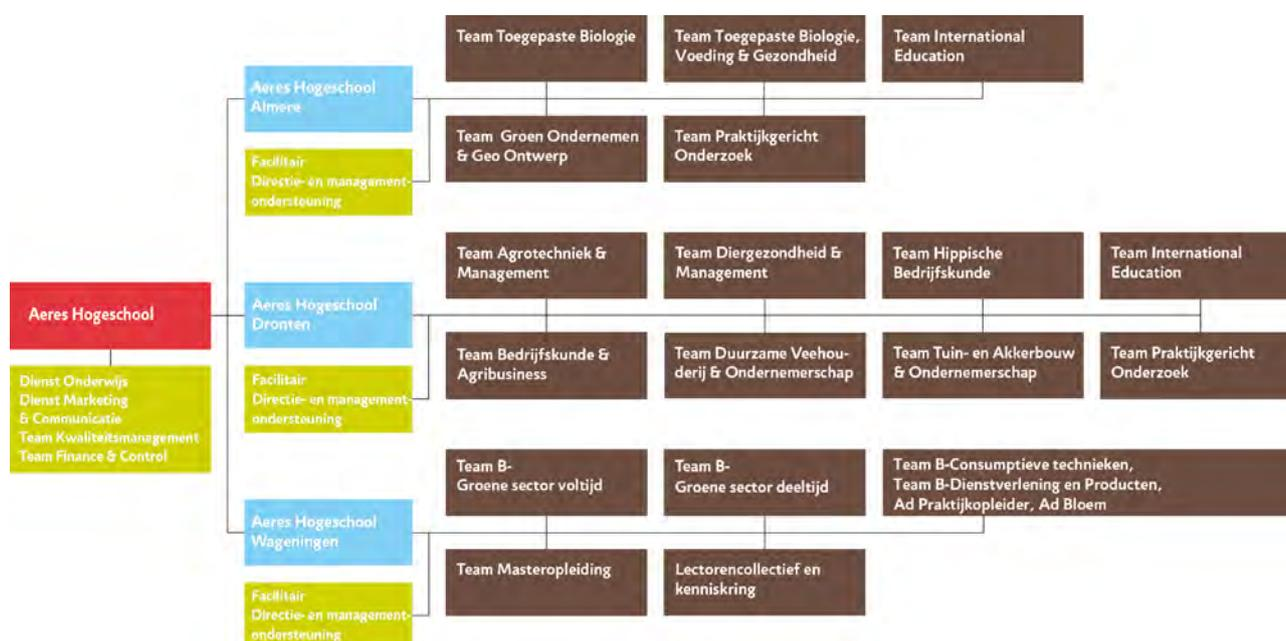 Team Toegepaste Biologie
Team Toegepaste Biologie,
Voeding & Gezondheid
Team International
Education
Aeres Hogeschool
Almere
Team Groen Ondernemen
& Geo Ontwerp
Team Praktijkgericht
Onderzoek
Facilitair
Directie- en management-
ondersteuning
Team Agrotechniek &
Management
Team Diergezondheid &
Management
Team Hippische
Bedrijfskunde
Team International
Education
Aeres Hogeschool
Aeres Hogeschool
Dronten
Team Bedrijfskunde &
Agribusiness
Team Duurzame Veehou-
derij & Ondernemerschap
Team Tuin- en Akkerbouw
& Ondernemerschap
Team Praktijkgericht
Onderzoek
Dienst Onderwijs
Dienst Marketing
& Communicatie
Team Kwaliteitsmanagement
Team Finance & Control
Facilitair
Directie- en management-
ondersteuning
Team B-
Groene sector voltijd
Team B-
Groene sector deeltijd
Team B-Consumptieve technieken,
Team B-Dienstverlening en Producten,
Ad Praktijkopleider, Ad Bloem
Aeres Hogeschool
Wageningen
Team Masteropleiding
Lectorencollectief en
kenniskring
Facilitair
Directie- en management-
ondersteuning